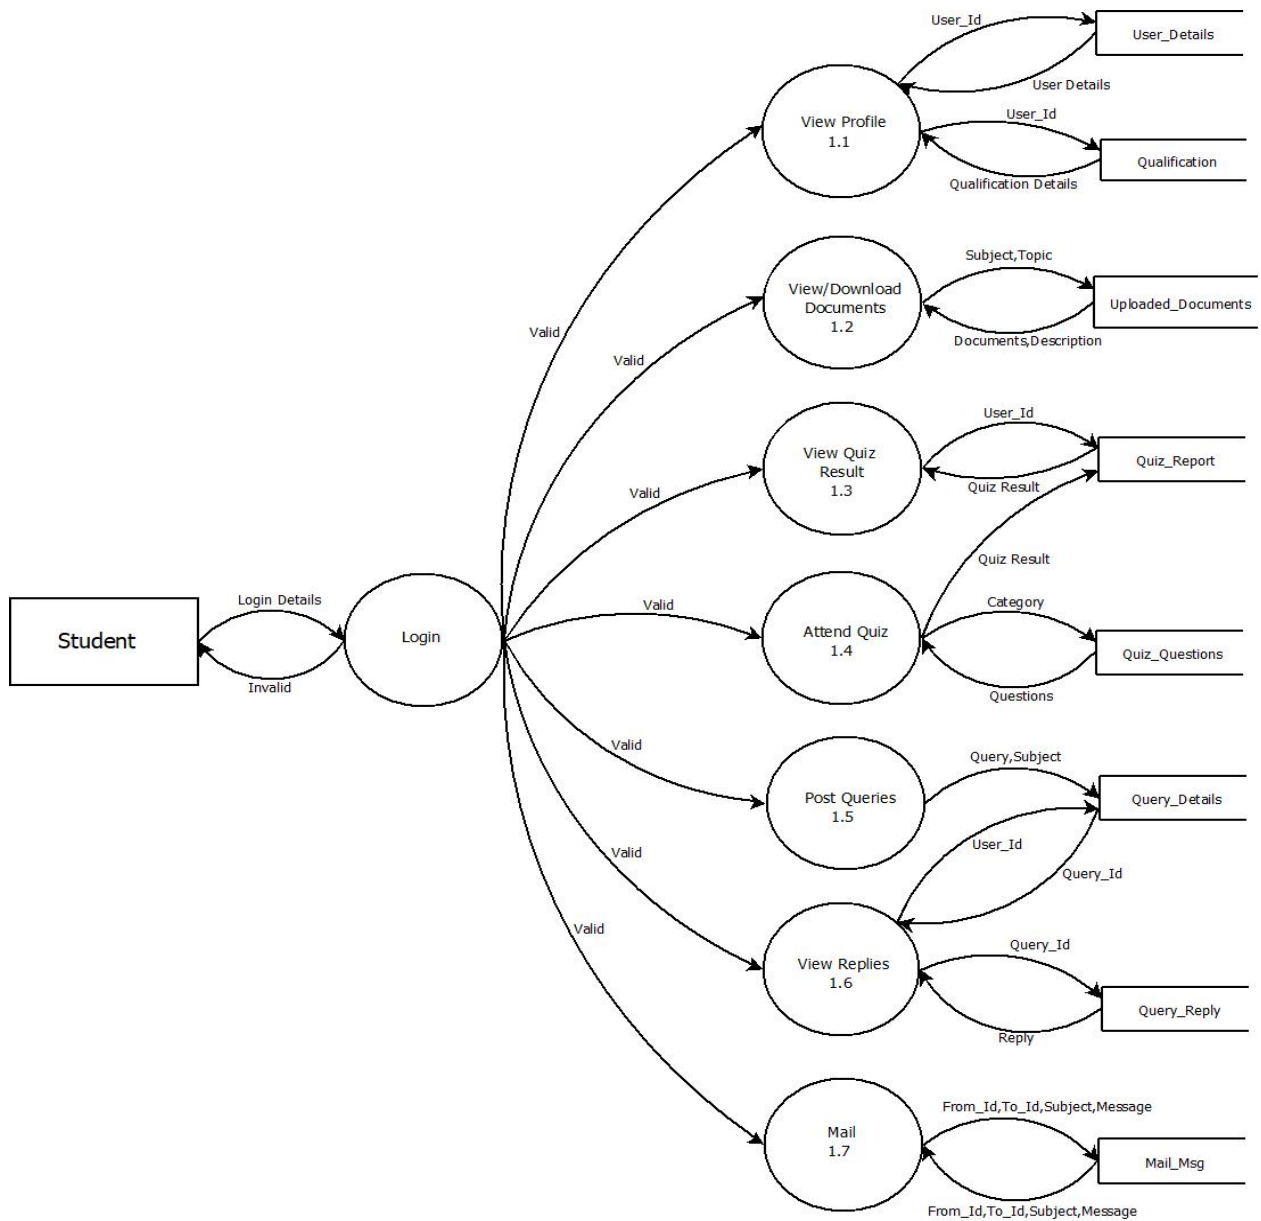 User_Id
User_Details
User Details
View Profile
1.1
User_Id
Qualification
Qualification Details
View/Download
Documents
1.2
Subject,Topic
Uploaded_Documents
Documents,Description
Valid
Valid
View Quiz
Result
1.3
User_Id
Quiz_Report
Quiz Result
Valid
Quiz Result
Student
Login Details
Invalid
Login
Valid
Attend Quiz
1.4
Category
Quiz_Questions
Questions
Valid
Post Queries
1.5
Query,Subject
Query_Details
User_Id
Query_Id
Valid
View Replies
1.6
Query_Id
Query_Reply
Reply
Valid
Mail
1.7
From_Id,To_Id,Subject,Message
Mail_Msg
From_Id,To_Id,Subject,Message